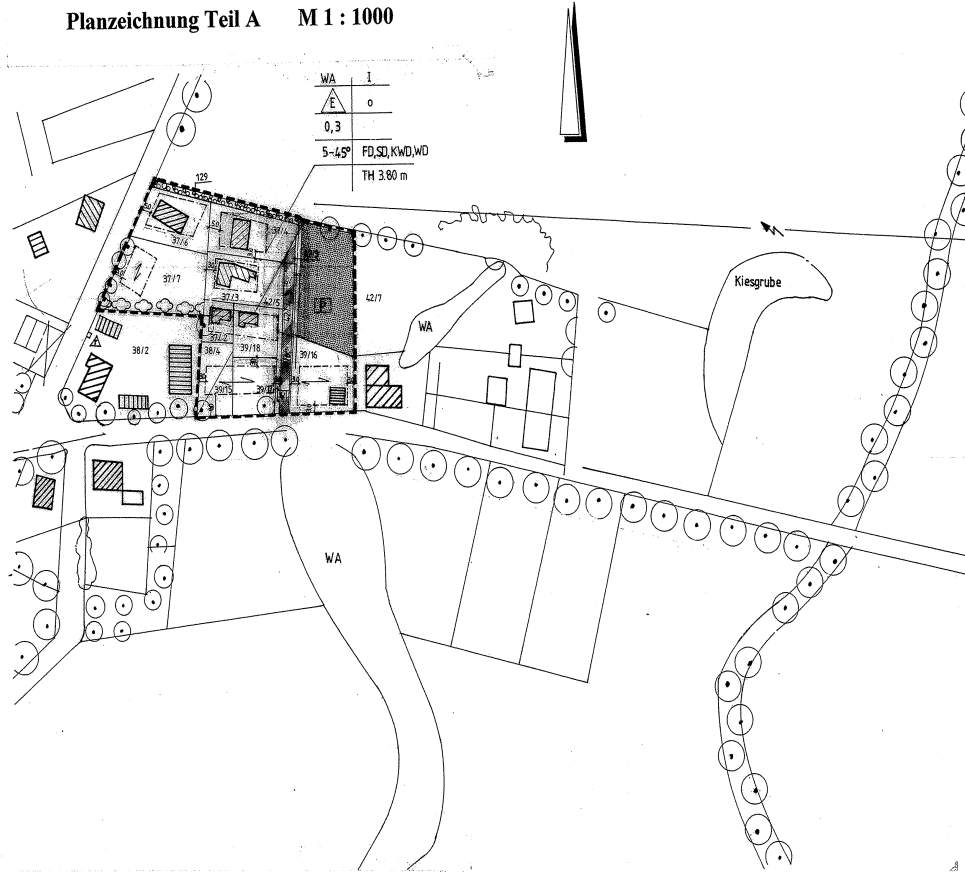 Planzeichnung Teil A M 1 : 1000
WA I
E o
0,3
5-45° FD,SD,KWD,WD
TH 3.80 m
129
37/4
37/6
37/7
42/7
Kiesgrube
37/3
42/5
WA
38/2
38/4
39/18
39/16
39/15
WA